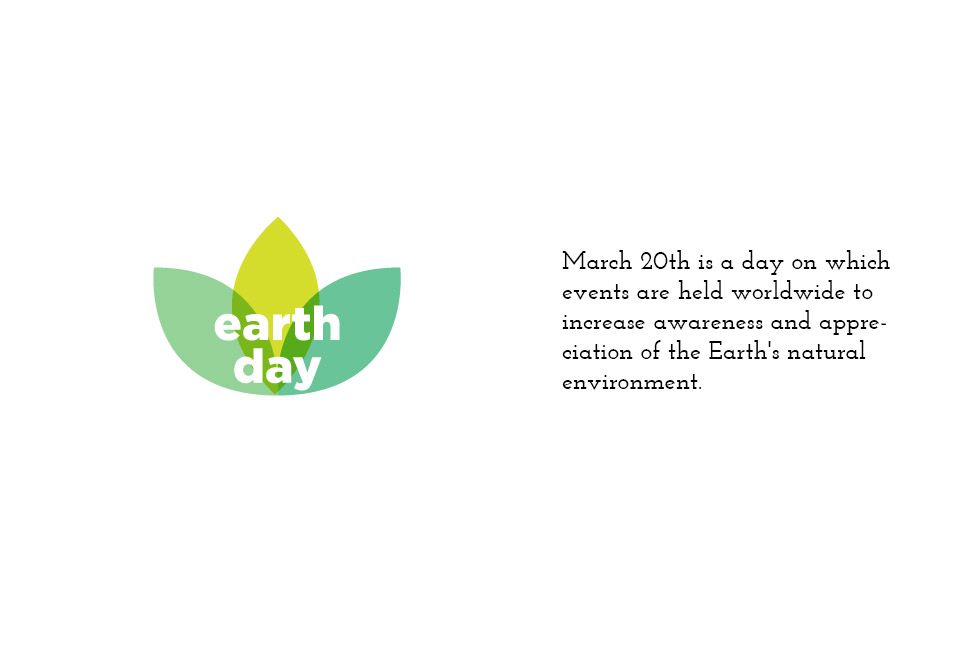 earth
day
March 20th is a day on which
events are held worldwide to
increase awareness and appre-
ciation of the Earth's natural
environment.